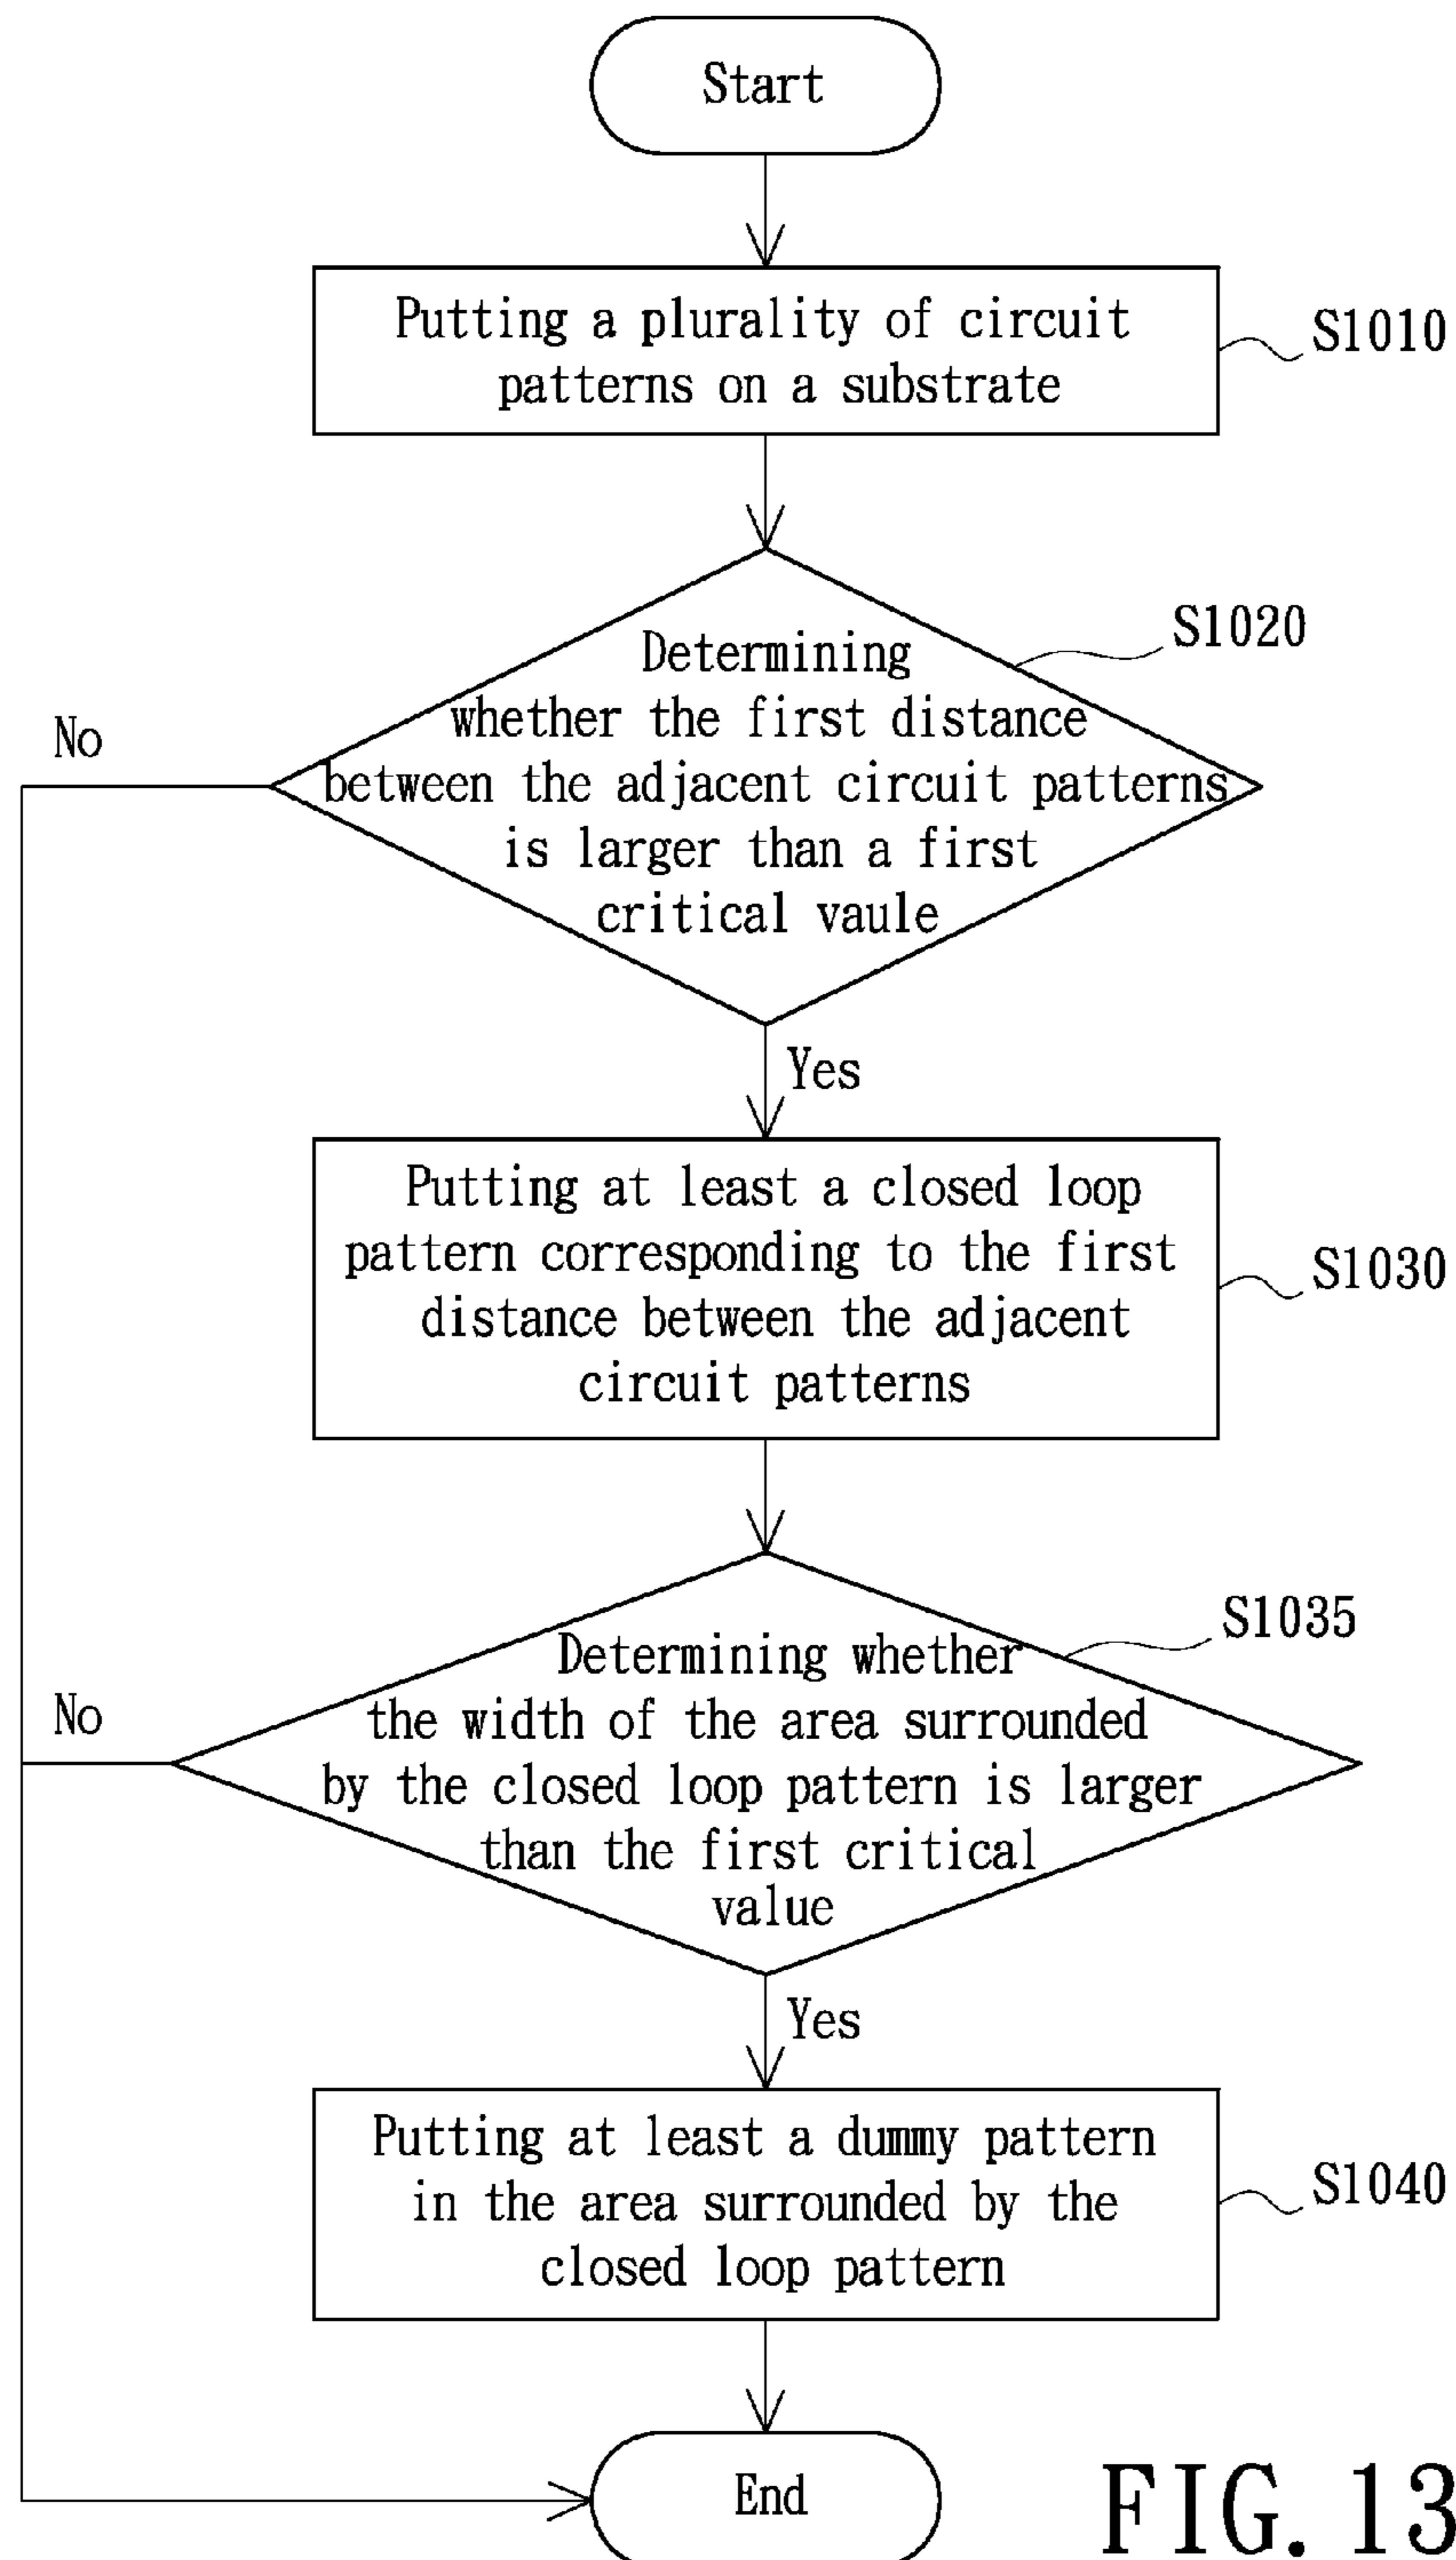 Start
Putting a plurality of circuit
patterns on a substrate
S1010
Determining
whether the first distance
between the adjacent circuit patterns
is larger than a first
critical vaule
S1020
No
Yes
Putting at least a closed loop
pattern corresponding to the first
distance between the adjacent
circuit patterns
S1030
Determining whether
the width of the area surrounded
by the closed loop pattern is larger
than the first critical
value
S1035
No
Yes
Putting at least a dummy pattern
in the area surrounded by the
closed loop pattern
S1040
End
FIG. 13